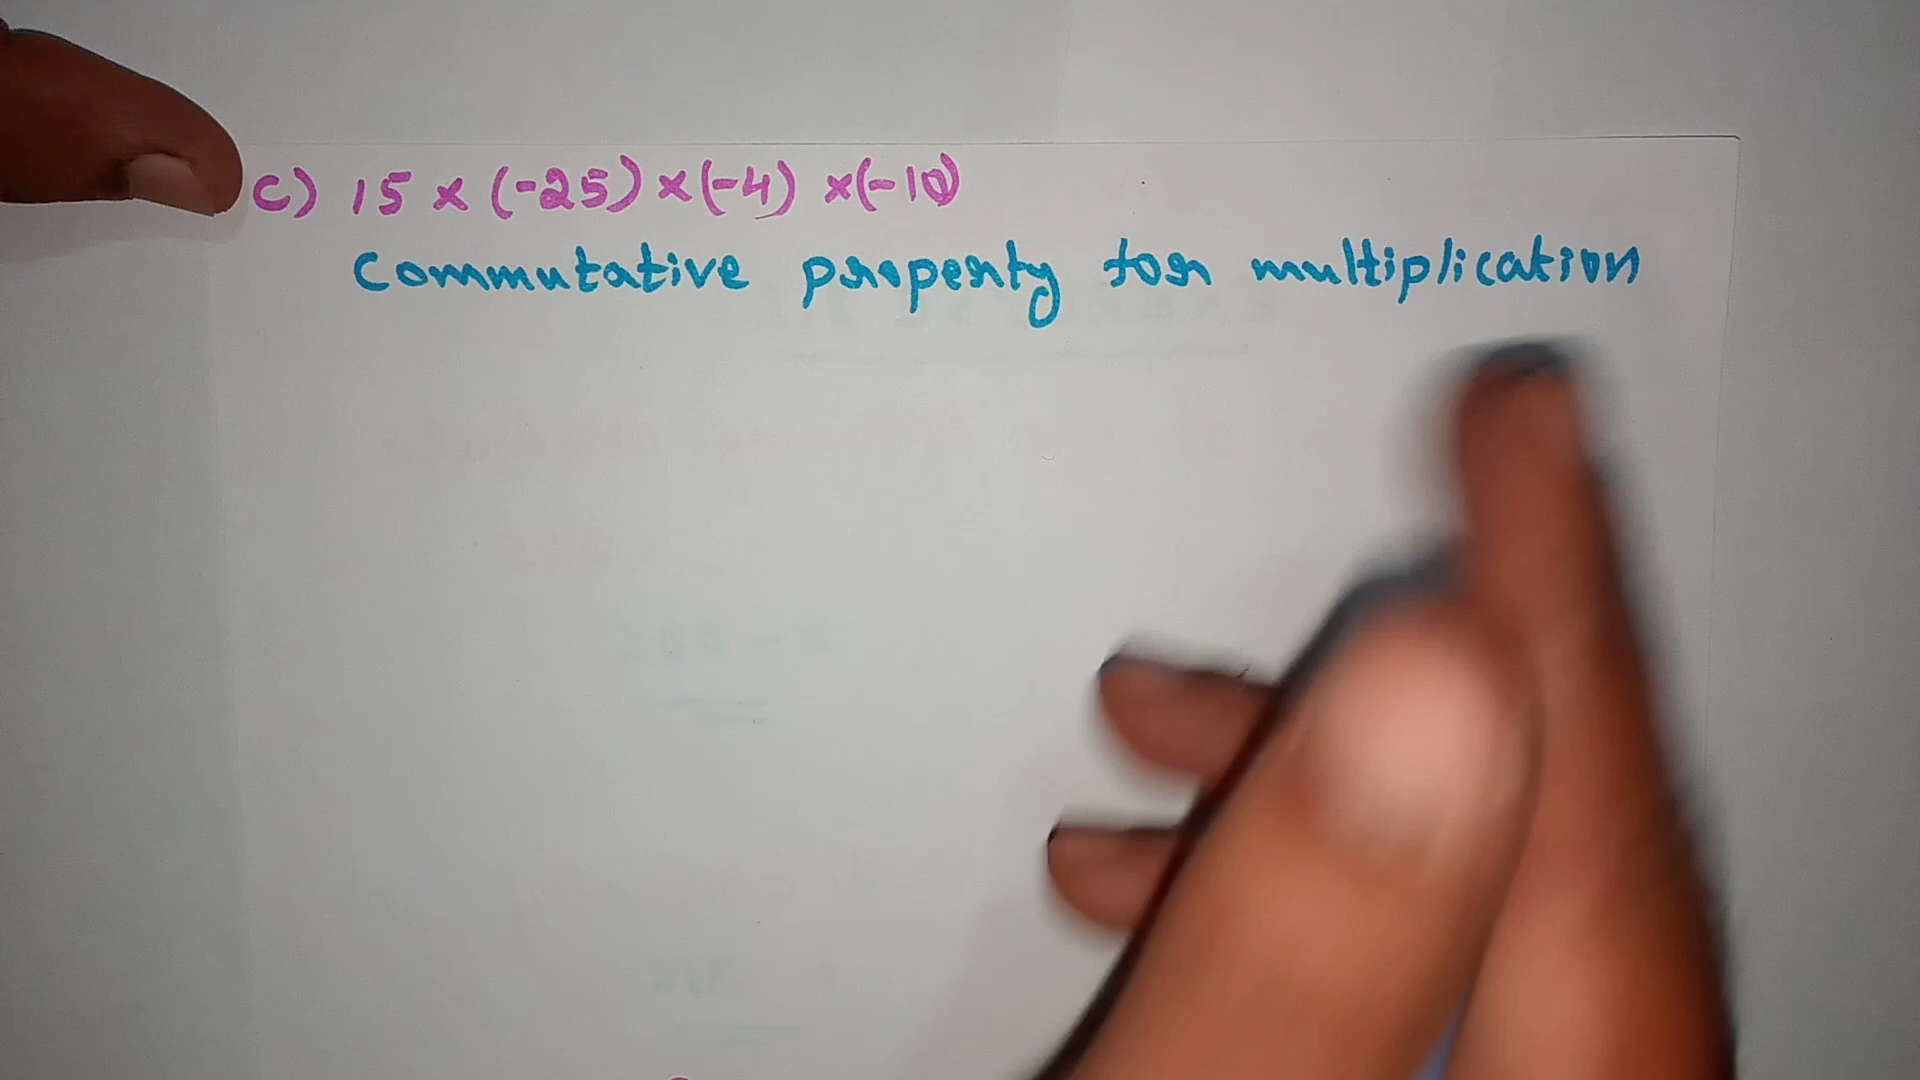 c) 15 × (-25) × (-4) × (-10)
Commutative property for multiplication